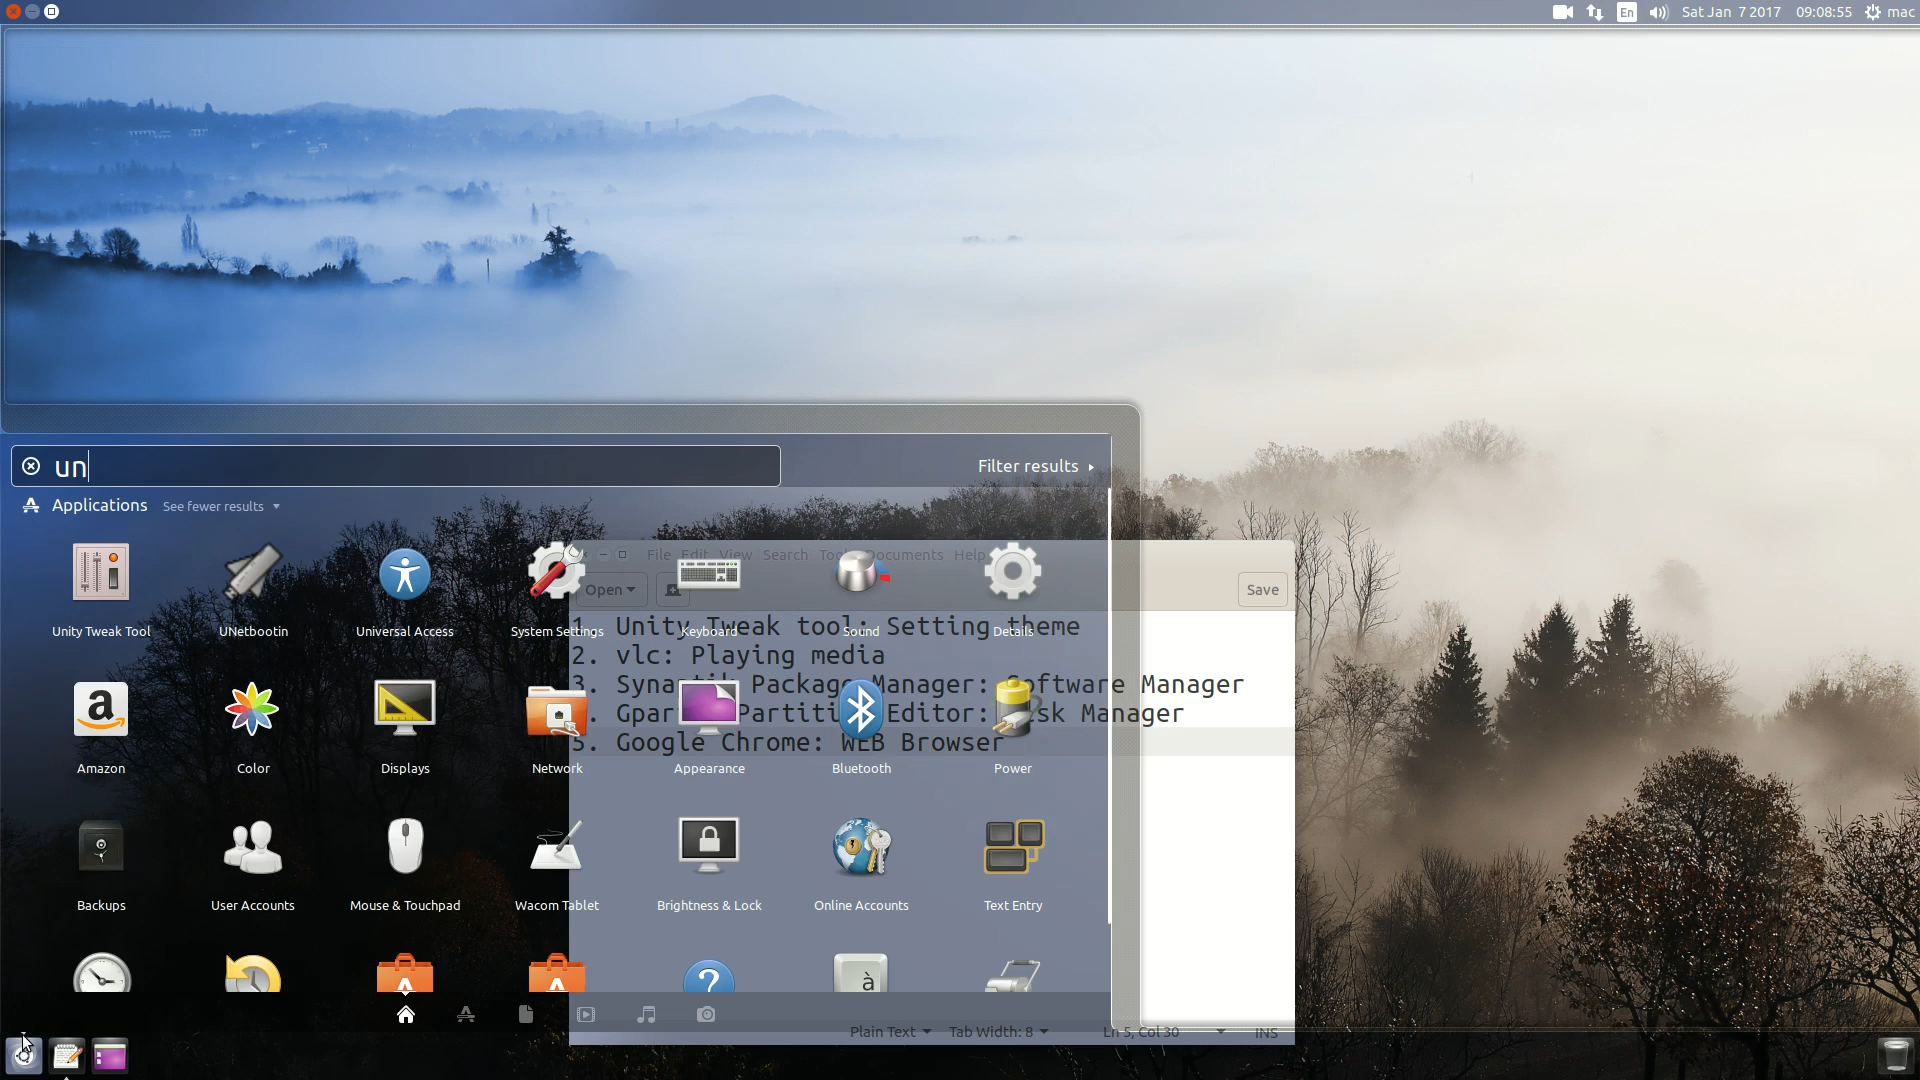 En
Sat Jan 7 2017
09:08:55
mac
un
Filter results
Applications
See fewer results
File Edit View Search Tools Documents Help
Open
Save
Unity Tweak Tool
UNetbootin
Universal Access
System Settings
Keyboard
Sound
Details
1. Unity Tweak tool: Setting theme
2. vlc: Playing media
3. Synaptik Package Manager: Software Manager
4. Gparted Partition Editor: Disk Manager
5. Google Chrome: WEB Browser
Amazon
Color
Displays
Network
Appearance
Bluetooth
Power
Backups
User Accounts
Mouse & Touchpad
Wacom Tablet
Brightness & Lock
Online Accounts
Text Entry
Plain Text
Tab Width: 8
Ln 5, Col 30
INS